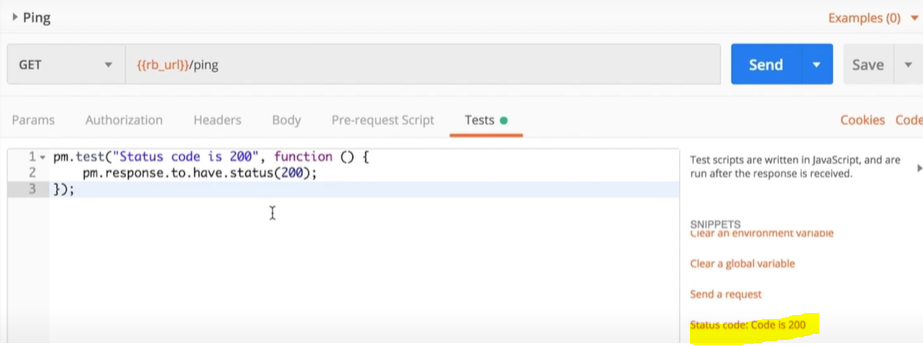 Ping
Examples (0)
GET
{{rb_url}}/ping
Send
Save
Params
Authorization
Headers
Body
Pre-request Script
Tests
Cookies
Code
1 pm.test("Status code is 200", function () {
2 pm.response.to.have.status(200);
3 });
Test scripts are written in JavaScript, and are
run after the response is received.
SNIPPETS
Clear an environment variable
Clear a global variable
Send a request
Status code: Code is 200